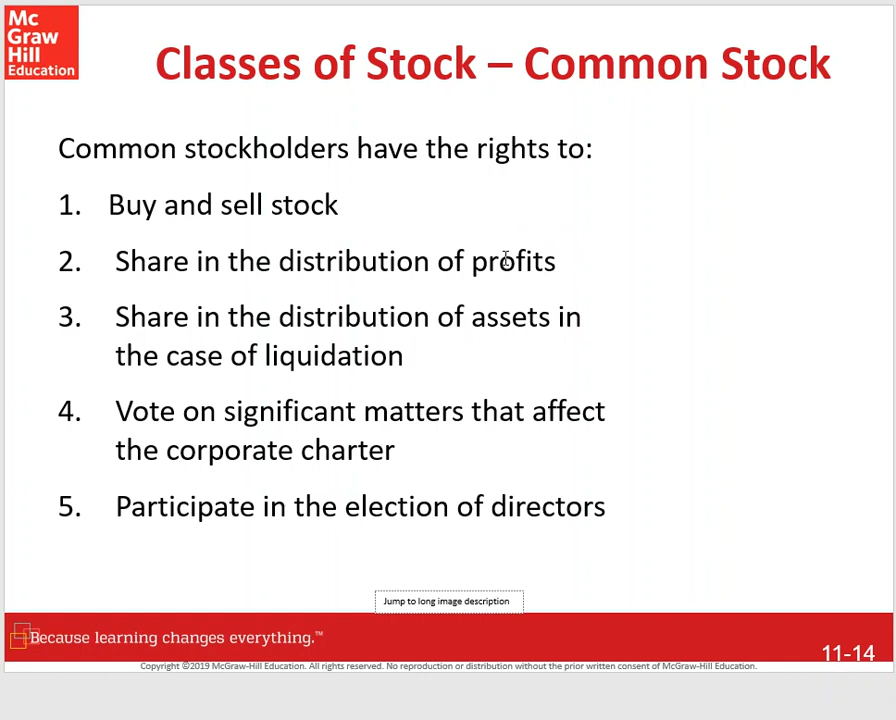 Mc
Graw
Hill
Education
Classes of Stock – Common Stock
Common stockholders have the rights to:
1. Buy and sell stock
2. Share in the distribution of profits
3. Share in the distribution of assets in
the case of liquidation
4. Vote on significant matters that affect
the corporate charter
5. Participate in the election of directors
Jump to long image description
Because learning changes everything.™
11-14
Copyright ©2019 McGraw-Hill Education. All rights reserved. No reproduction or distribution without the prior written consent of McGraw-Hill Education.